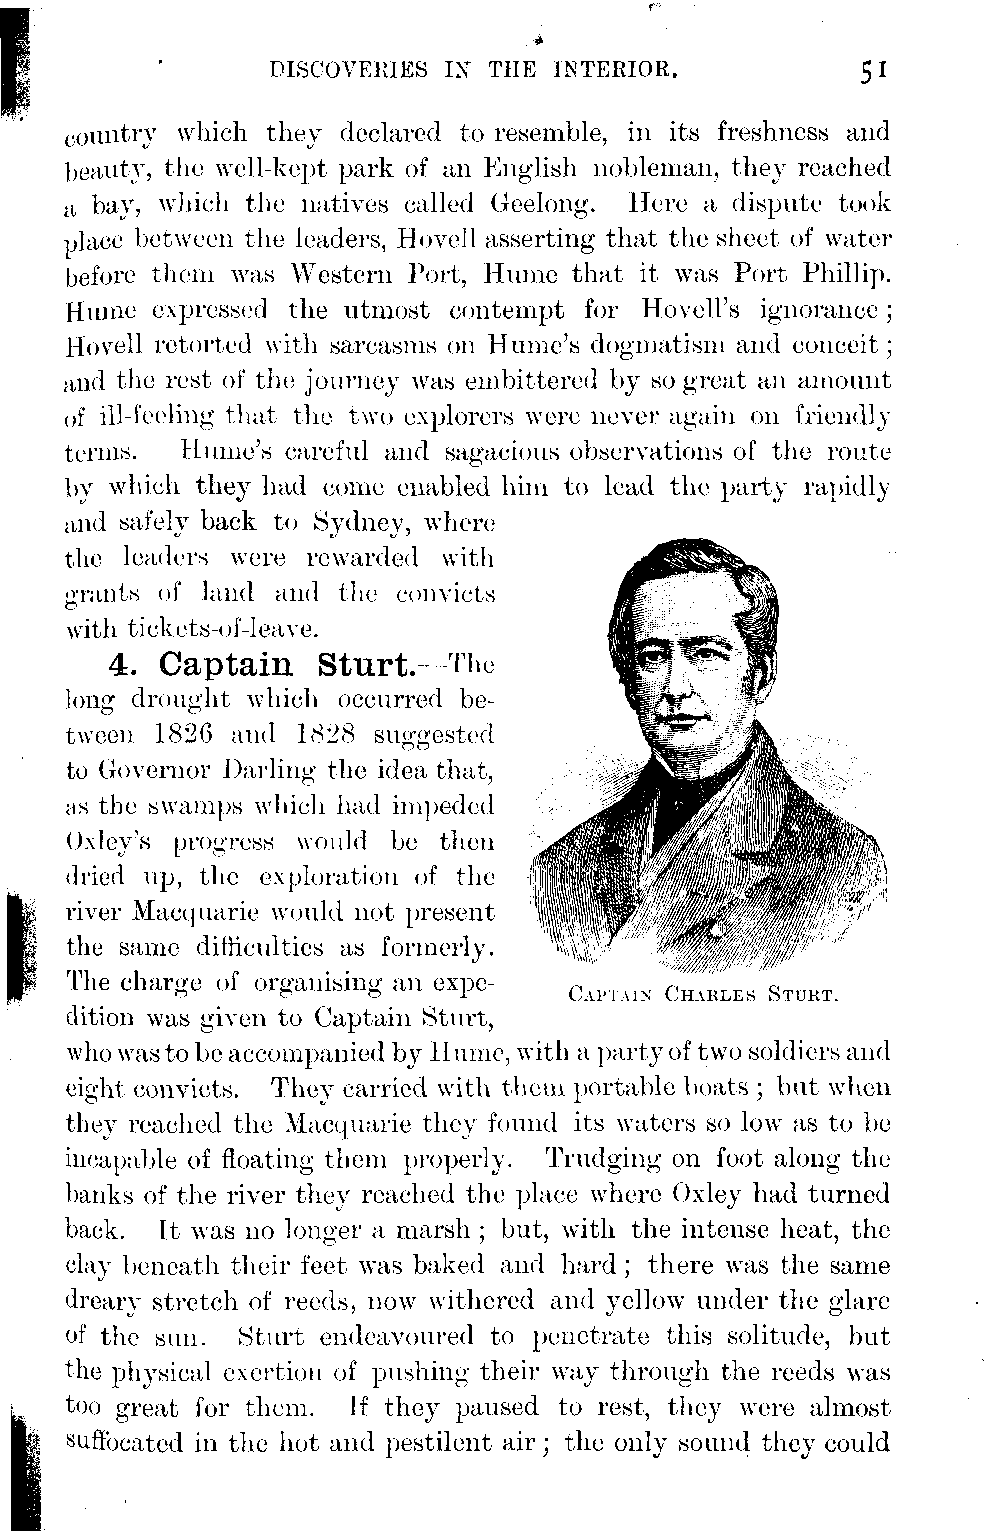 DISCOVERIES IN THE INTERIOR. 51
country which they declared to resemble, in its freshness and
beauty, the well-kept park of an English nobleman, they reached
a bay, which the natives called Geelong. Here a dispute took
place between the leaders, Hovell asserting that the sheet of water
before them was Western Port, Hume that it was Port Phillip.
Hume expressed the utmost contempt for Hovell's ignorance;
Hovell retorted with sarcasms on Hume's dogmatism and conceit;
and the rest of the journey was embittered by so great an amount
of ill-feeling that the two explorers were never again on friendly
terms. Hume's careful and sagacious observations of the route
by which they had come enabled him to lead the party rapidly
and safely back to Sydney, where
the leaders were rewarded with
grants of land and the convicts
with tickets-of-leave.
4. Captain Sturt.—The
long drought which occurred be-
tween 1826 and 1828 suggested
to Governor Darling the idea that,
as the swamps which had impeded
Oxley's progress would be then
dried up, the exploration of the
river Macquarie would not present
the same difficulties as formerly.
The charge of organising an expe-
dition was given to Captain Sturt,
CAPTAIN CHARLES STURT.
who was to be accompanied by Hume, with a party of two soldiers and
eight convicts. They carried with them portable boats; but when
they reached the Macquarie they found its waters so low as to be
incapable of floating them properly. Trudging on foot along the
banks of the river they reached the place where Oxley had turned
back. It was no longer a marsh; but, with the intense heat, the
clay beneath their feet was baked and hard; there was the same
dreary stretch of reeds, now withered and yellow under the glare
of the sun. Sturt endeavoured to penetrate this solitude, but
the physical exertion of pushing their way through the reeds was
too great for them. If they paused to rest, they were almost
suffocated in the hot and pestilent air; the only sound they could